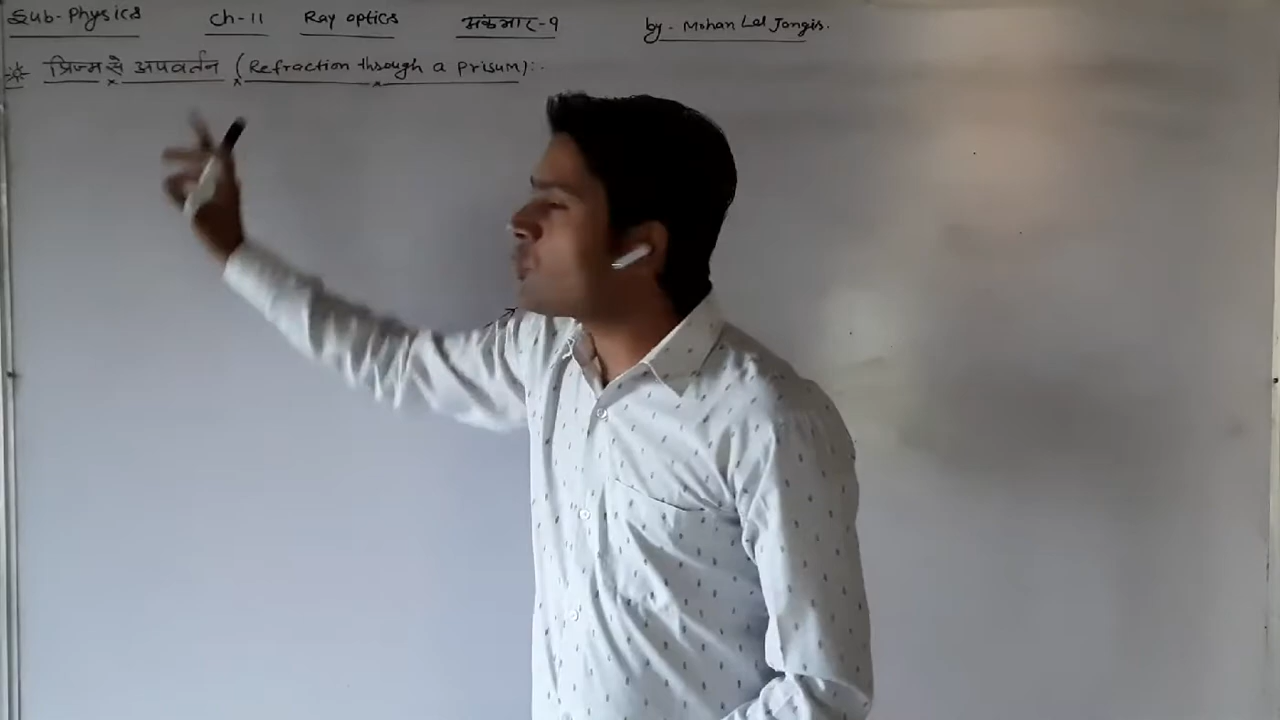 Sub- Physics Ch-11 Ray optics by- Mohan Lal Jangir.
प्रिज्म से अपवर्तन (Refraction through a prisum):-